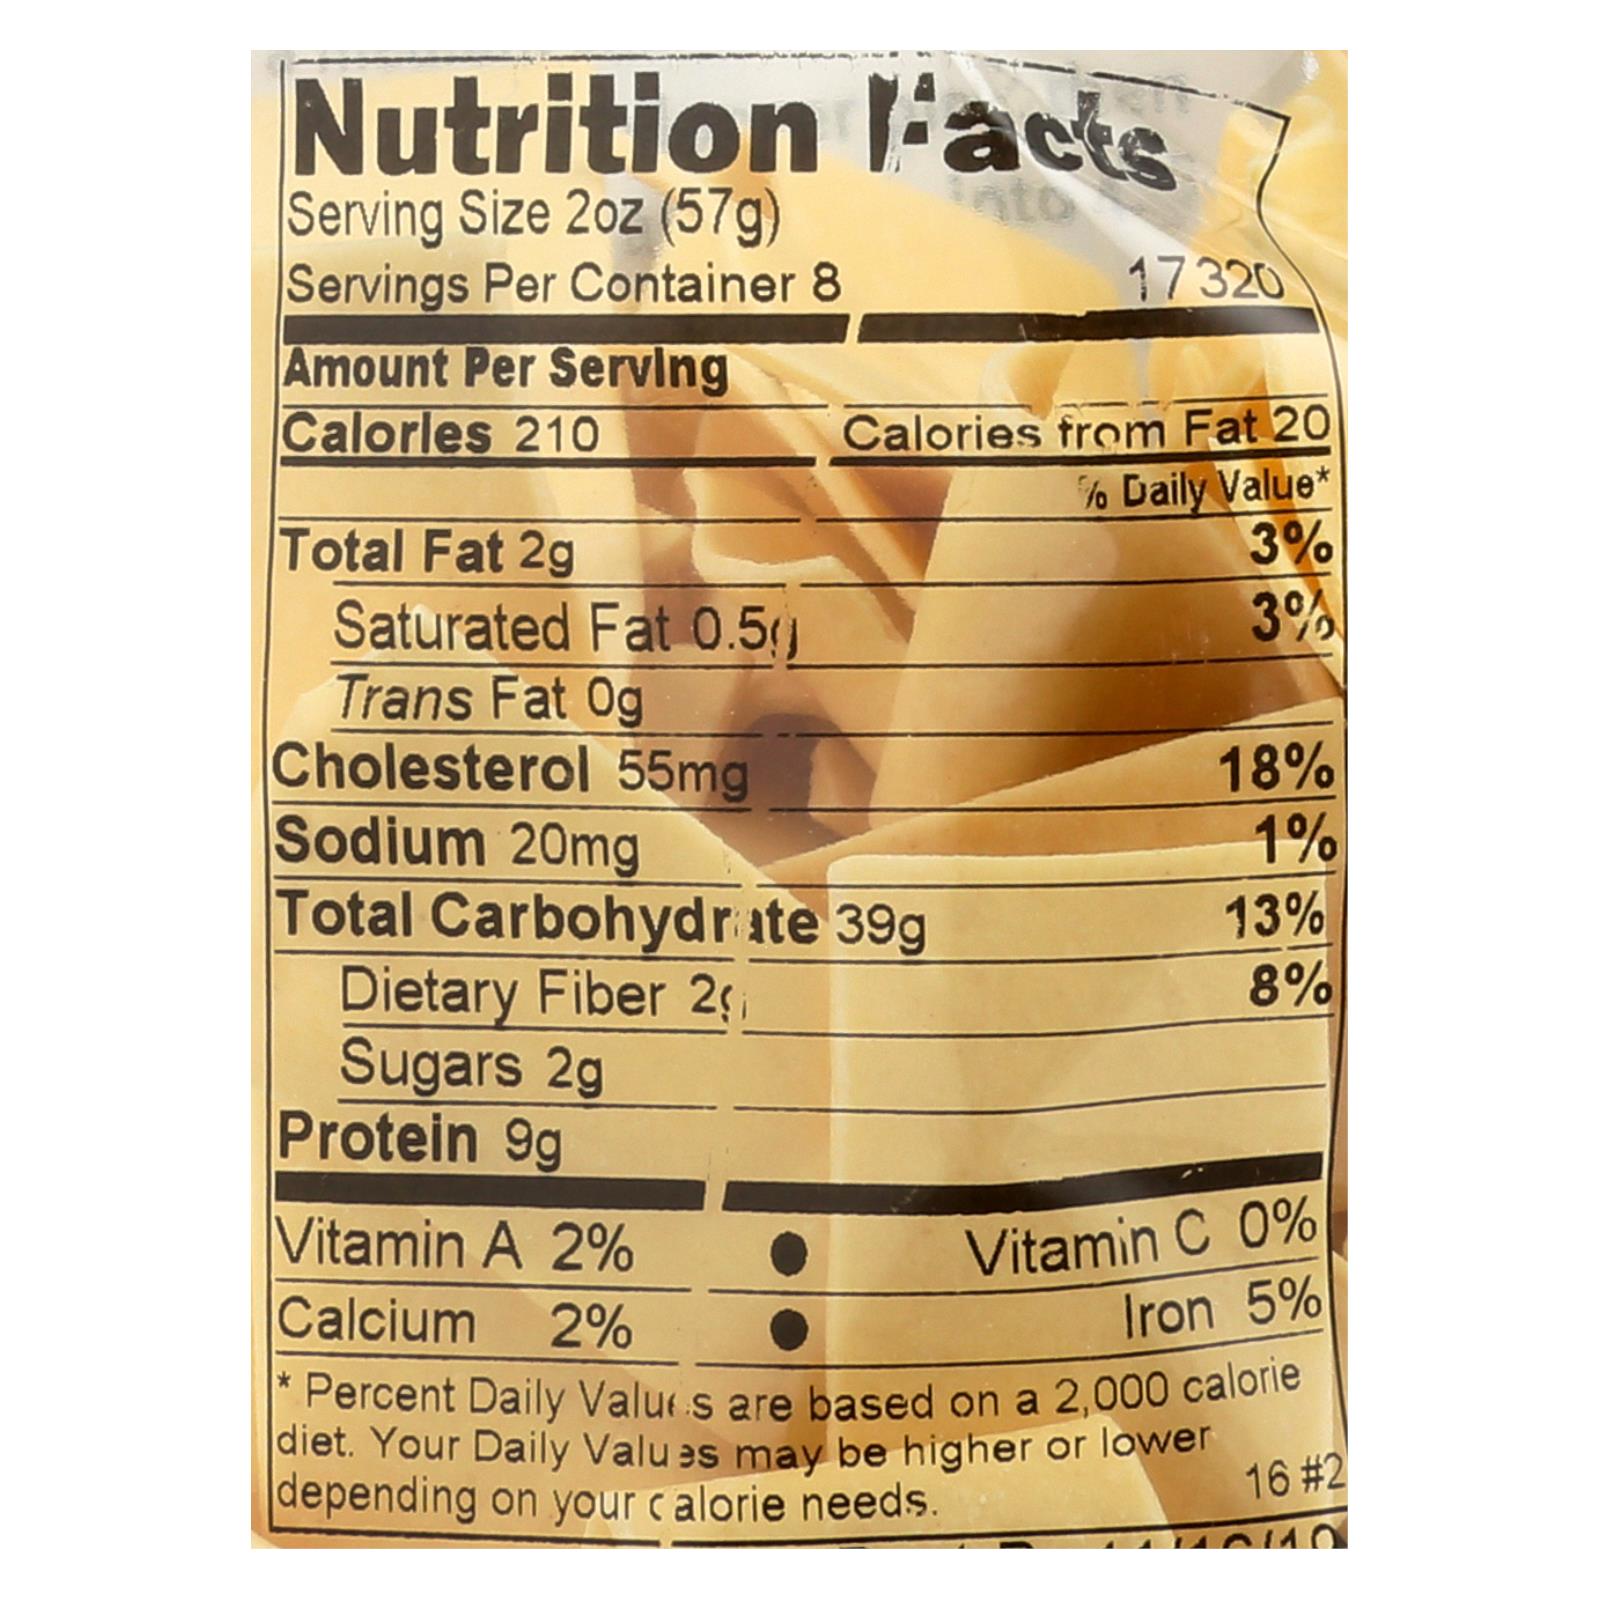 Nutrition Facts
Serving Size 2oz (57g)
Servings Per Container 8 17320
Amount Per Serving
Calories 210 Calories from Fat 20
% Daily Value*
Total Fat 2g 3%
Saturated Fat 0.5g 3%
Trans Fat 0g
Cholesterol 55mg 18%
Sodium 20mg 1%
Total Carbohydrate 39g 13%
Dietary Fiber 2g 8%
Sugars 2g
Protein 9g
Vitamin A 2% ● Vitamin C 0%
Calcium 2% ● Iron 5%
* Percent Daily Values are based on a 2,000 calorie
diet. Your Daily Values may be higher or lower
depending on your calorie needs.
16 #2